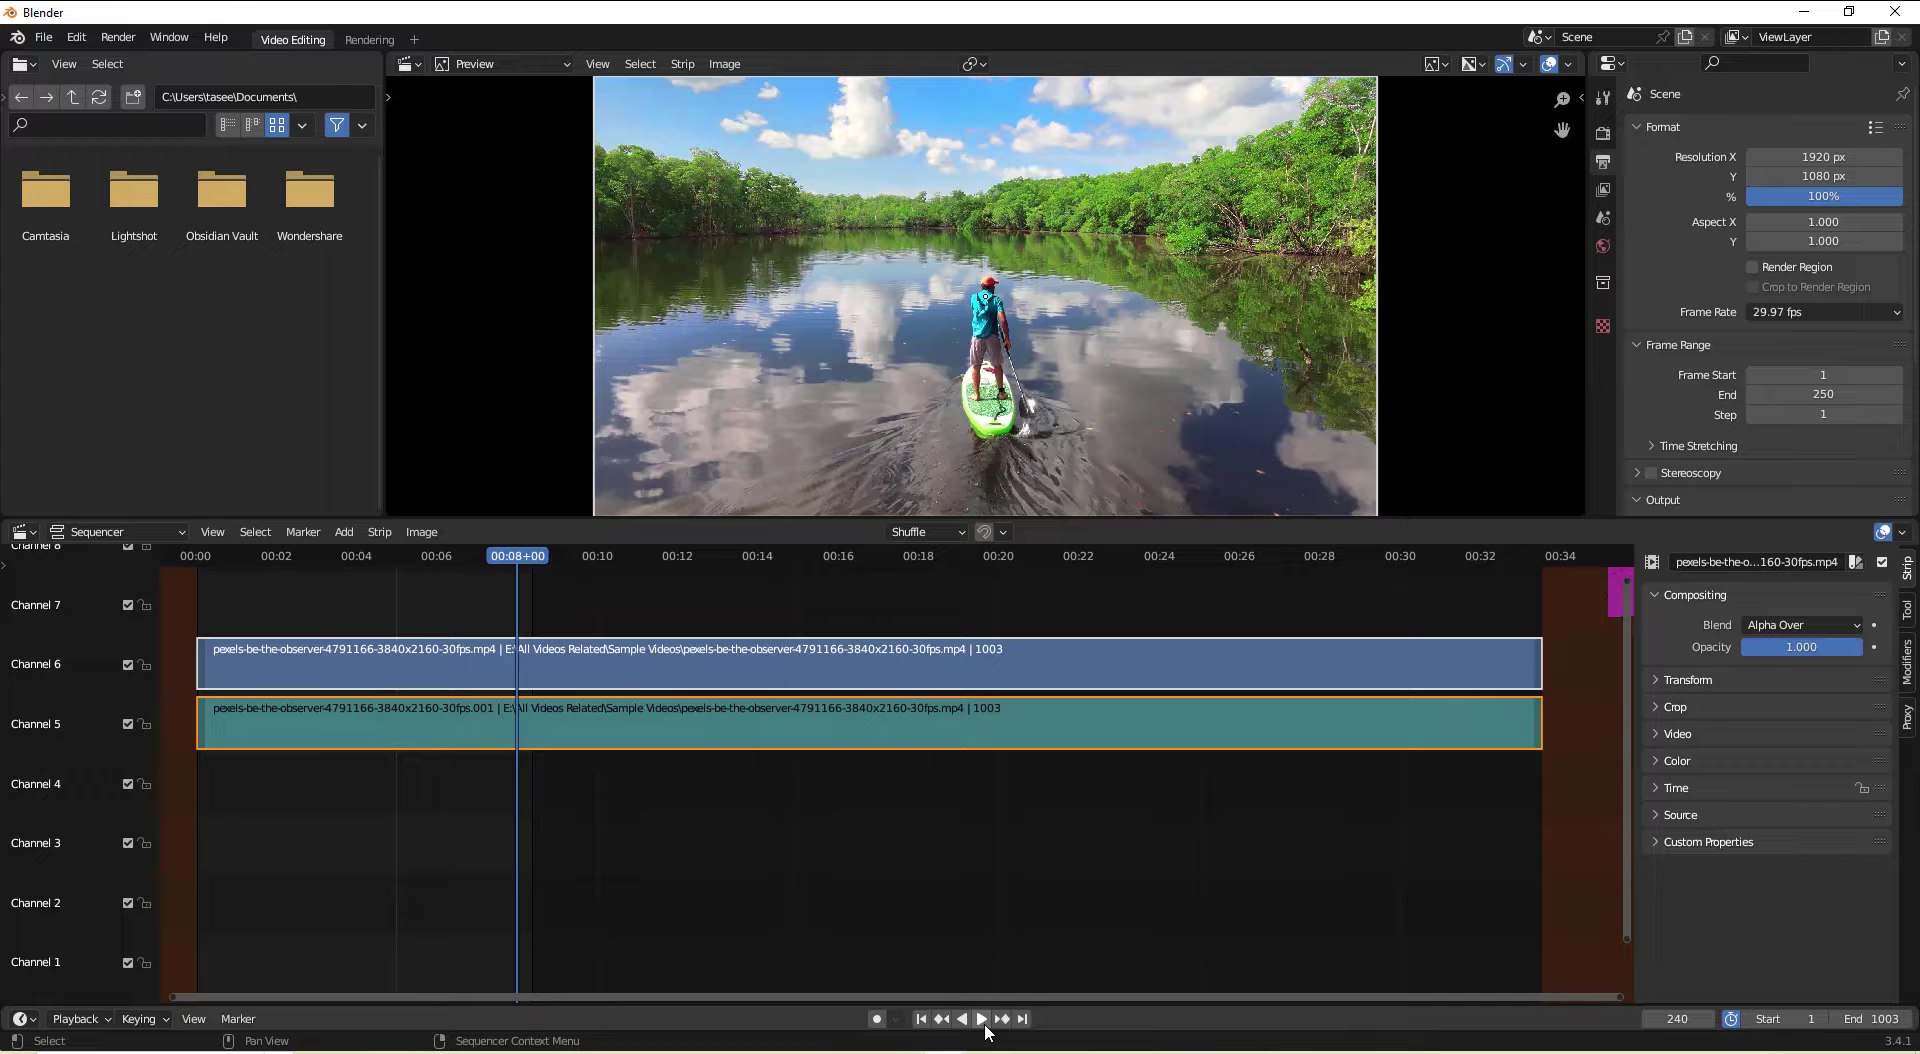 Blender
File Edit Render Window Help Video Editing Rendering + Scene ViewLayer
View Select
Preview View Select Strip Image
C:\Users\tasee\Documents\
Scene
Camtasia Lightshot Obsidian Vault Wondershare
Format
Resolution X 1920 px
Y 1080 px
% 100%
Aspect X 1.000
Y 1.000
Render Region
Crop to Render Region
Frame Rate 29.97 fps
Frame Range
Frame Start 1
End 250
Step 1
Time Stretching
Stereoscopy
Output
Sequencer View Select Marker Add Strip Image Shuffle
00:00 00:02 00:04 00:06 00:08+00 00:10 00:12 00:14 00:16 00:18 00:20 00:22 00:24 00:26 00:28 00:30 00:32 00:34
Channel 8
Channel 7
Channel 6
pexels-be-the-observer-4791166-3840x2160-30fps.mp4 | E:\All Videos Related\Sample Videos\pexels-be-the-observer-4791166-3840x2160-30fps.mp4 | 1003
Channel 5
pexels-be-the-observer-4791166-3840x2160-30fps.001 | E:\All Videos Related\Sample Videos\pexels-be-the-observer-4791166-3840x2160-30fps.mp4 | 1003
Channel 4
Channel 3
Channel 2
Channel 1
pexels-be-the-o...160-30fps.mp4
Compositing
Blend Alpha Over
Opacity 1.000
Transform
Crop
Video
Color
Time
Source
Custom Properties
Strip
Tool
Modifiers
Proxy
Playback Keying View Marker 240 Start 1 End 1003
Select Pan View Sequencer Context Menu 3.4.1